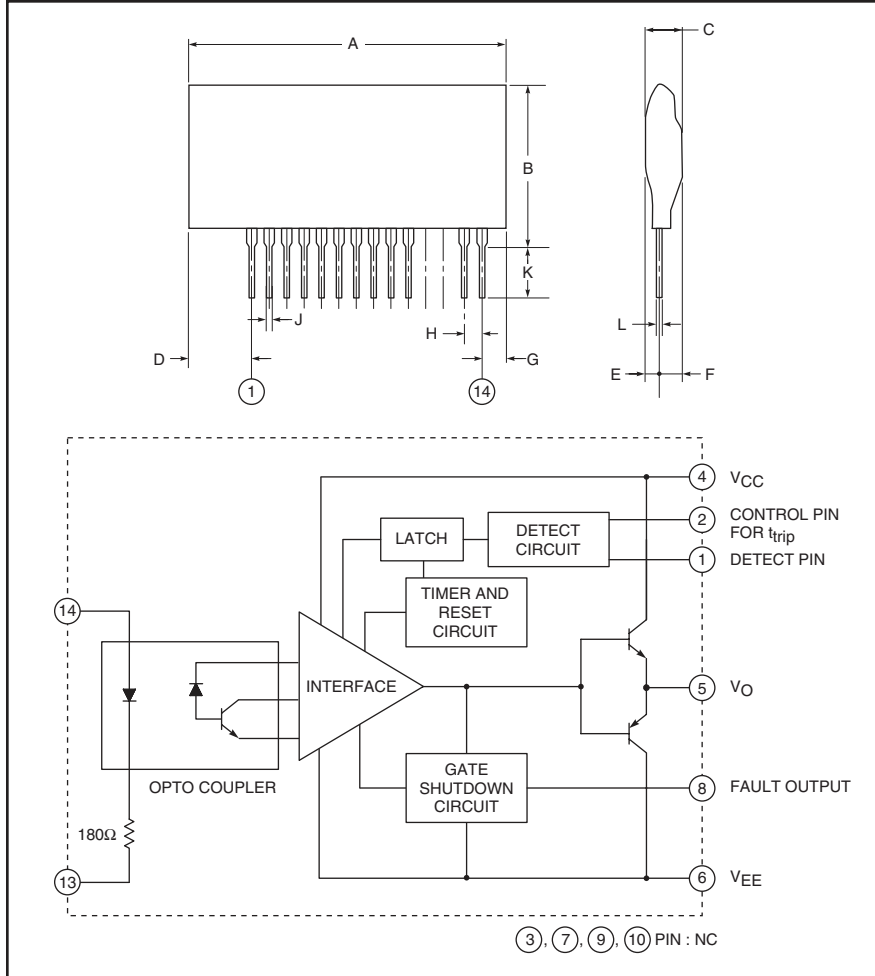 A
C
B
K
J
H
L
D
G
E
F
1
14
4 VCC
2 CONTROL PIN
FOR ttrip
1 DETECT PIN
LATCH
DETECT
CIRCUIT
TIMER AND
RESET
CIRCUIT
14
INTERFACE
5 VO
OPTO COUPLER
GATE
SHUTDOWN
CIRCUIT
8 FAULT OUTPUT
180Ω
13
6 VEE
3, 7, 9, 10 PIN : NC